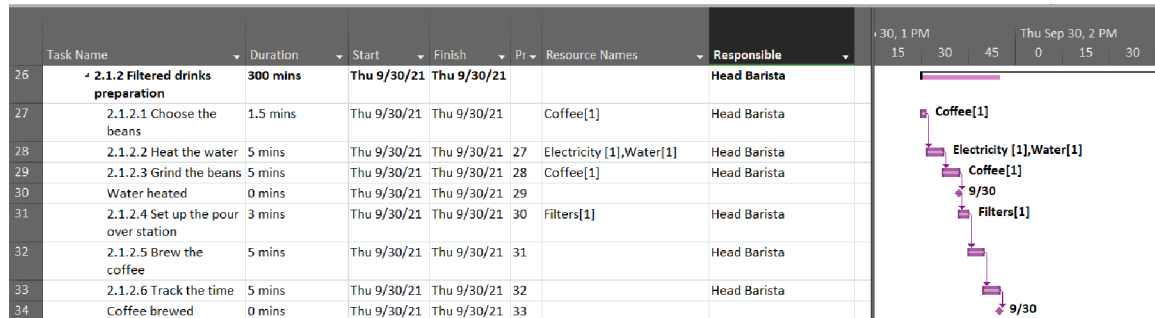 30, 1 PM Thu Sep 30, 2 PM
Task Name Duration Start Finish Pr Resource Names Responsible 15 30 45 0 15 30
26 2.1.2 Filtered drinks 300 mins Thu 9/30/21 Thu 9/30/21 Head Barista
preparation
27 2.1.2.1 Choose the 1.5 mins Thu 9/30/21 Thu 9/30/21 Coffee[1] Head Barista Coffee[1]
beans
28 2.1.2.2 Heat the water 5 mins Thu 9/30/21 Thu 9/30/21 27 Electricity [1],Water[1] Head Barista Electricity [1],Water[1]
29 2.1.2.3 Grind the beans 5 mins Thu 9/30/21 Thu 9/30/21 28 Coffee[1] Head Barista Coffee[1]
30 Water heated 0 mins Thu 9/30/21 Thu 9/30/21 29 9/30
31 2.1.2.4 Set up the pour 3 mins Thu 9/30/21 Thu 9/30/21 30 Filters[1] Head Barista Filters[1]
over station
32 2.1.2.5 Brew the 5 mins Thu 9/30/21 Thu 9/30/21 31 Head Barista
coffee
33 2.1.2.6 Track the time 5 mins Thu 9/30/21 Thu 9/30/21 32 Head Barista
34 Coffee brewed 0 mins Thu 9/30/21 Thu 9/30/21 33 9/30